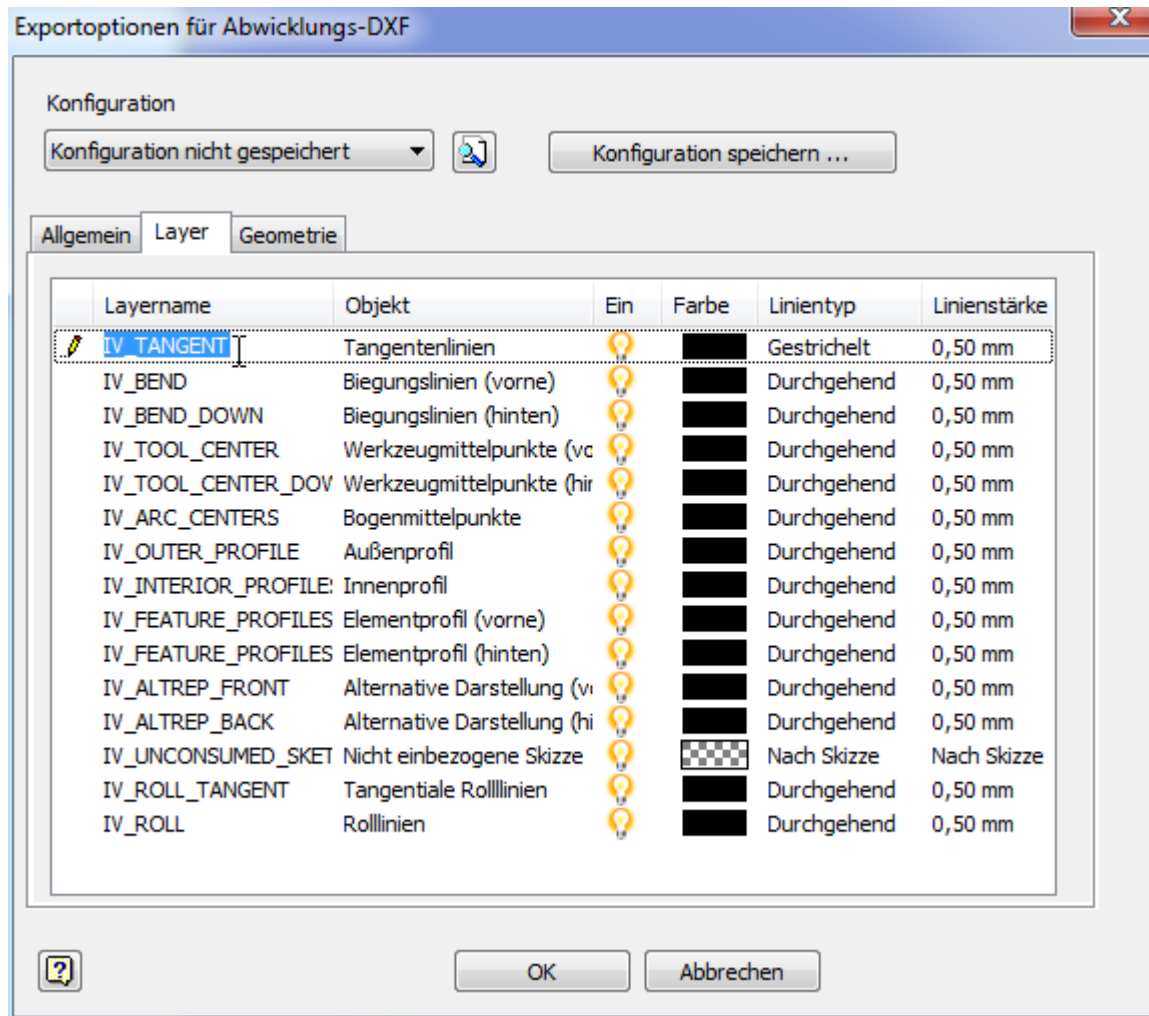 Exportoptionen für Abwicklungs-DXF
Konfiguration
Konfiguration nicht gespeichert
Konfiguration speichern ...
Allgemein Layer Geometrie
Layername Objekt Ein Farbe Linientyp Linienstärke
IV_TANGENT Tangentenlinien Gestrichelt 0,50 mm
IV_BEND Biegungslinien (vorne) Durchgehend 0,50 mm
IV_BEND_DOWN Biegungslinien (hinten) Durchgehend 0,50 mm
IV_TOOL_CENTER Werkzeugmittelpunkte (vo Durchgehend 0,50 mm
IV_TOOL_CENTER_DOW Werkzeugmittelpunkte (hin Durchgehend 0,50 mm
IV_ARC_CENTERS Bogenmittelpunkte Durchgehend 0,50 mm
IV_OUTER_PROFILE Außenprofil Durchgehend 0,50 mm
IV_INTERIOR_PROFILES Innenprofil Durchgehend 0,50 mm
IV_FEATURE_PROFILES Elementprofil (vorne) Durchgehend 0,50 mm
IV_FEATURE_PROFILES Elementprofil (hinten) Durchgehend 0,50 mm
IV_ALTREP_FRONT Alternative Darstellung (vo Durchgehend 0,50 mm
IV_ALTREP_BACK Alternative Darstellung (hi Durchgehend 0,50 mm
IV_UNCONSUMED_SKET Nicht einbezogene Skizze Nach Skizze Nach Skizze
IV_ROLL_TANGENT Tangentiale Rolllinien Durchgehend 0,50 mm
IV_ROLL Rolllinien Durchgehend 0,50 mm
OK Abbrechen